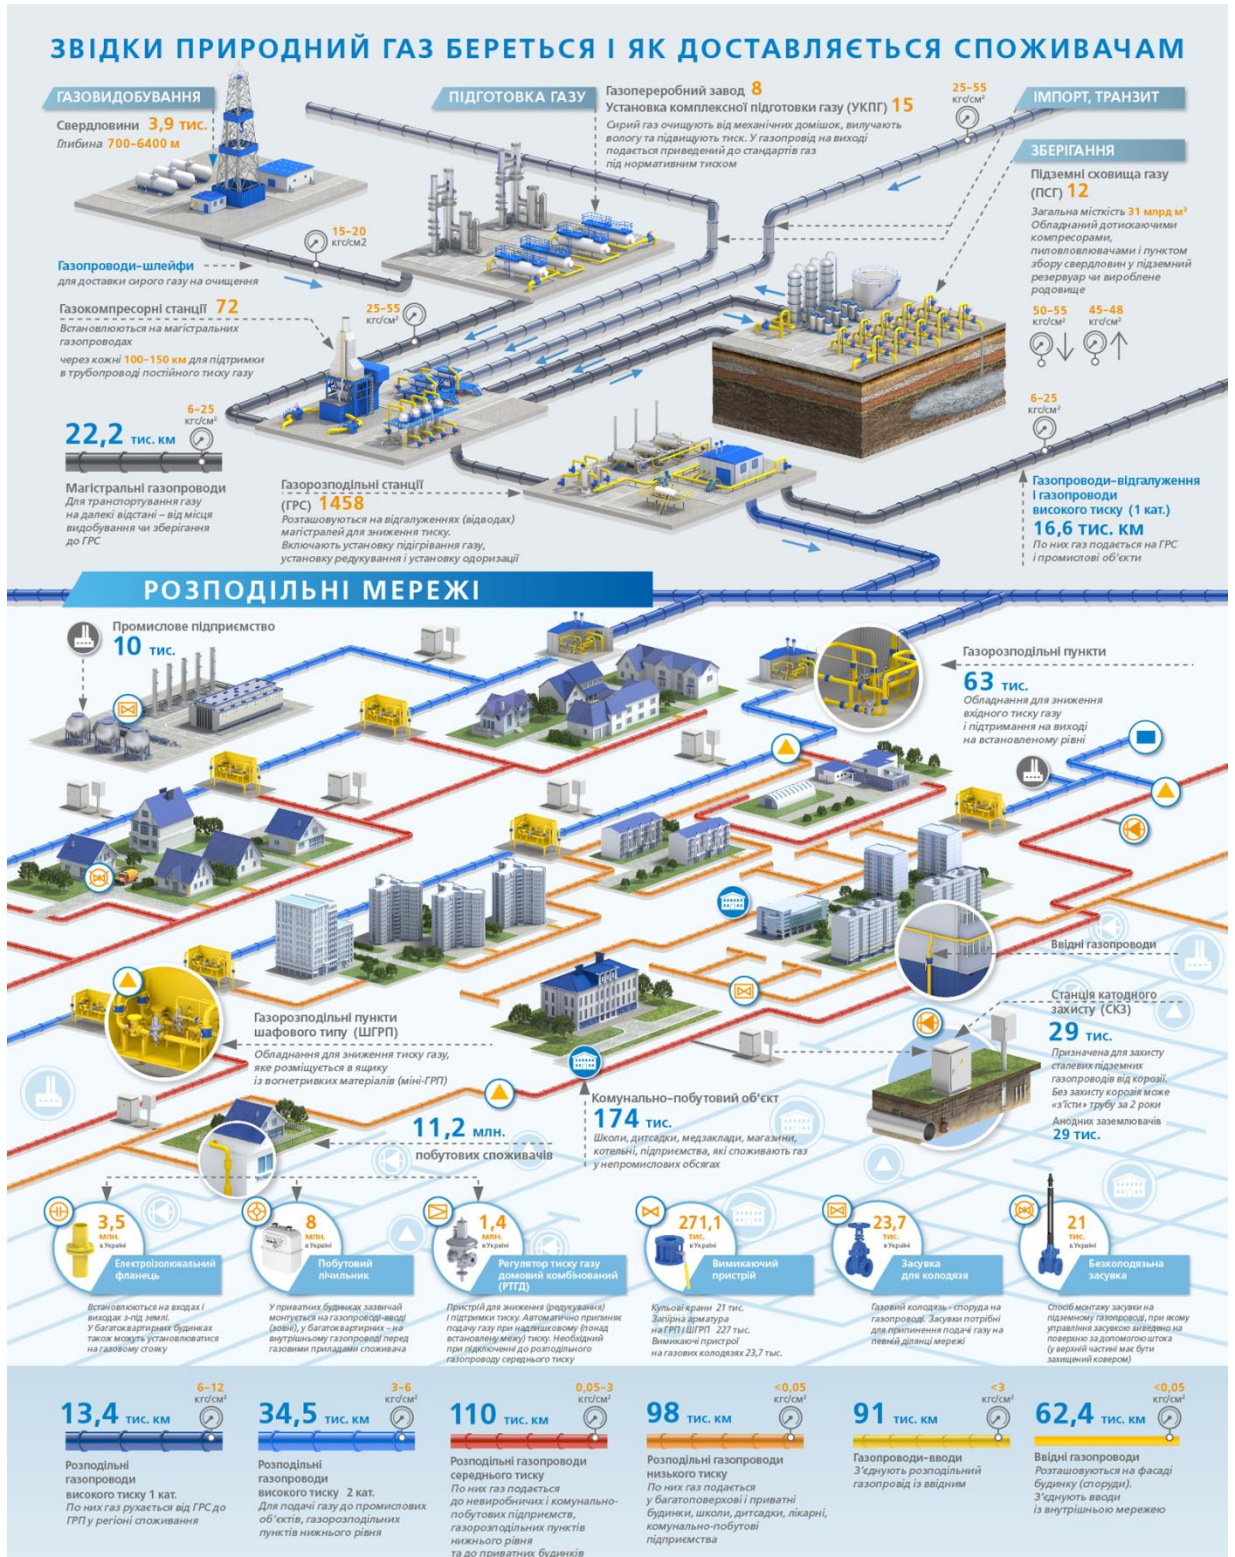 ЗВІДКИ ПРИРОДНИЙ ГАЗ БЕРЕТЬСЯ І ЯК ДОСТАВЛЯЄТЬСЯ СПОЖИВАЧАМ
ГАЗОВИДОБУВАННЯ
Свердловини 3,9 тис.
Глибина 700–6400 м
ПІДГОТОВКА ГАЗУ
Газопереробний завод 8
Установка комплексної підготовки газу (УКПГ) 15
Сирий газ очищують від механічних домішок, вилучають
вологу та підвищують тиск. У газопровід на виході
подається приведений до стандартів газ
під нормативним тиском
25–55
кгс/см²
ІМПОРТ, ТРАНЗИТ
ЗБЕРІГАННЯ
Підземні сховища газу
(ПСГ) 12
Загальна місткість 31 млрд м³
Обладнаний дотискаючими
компресорами,
пиловловлювачами і пунктом
збору свердловин у підземний
резервуар чи вироблене
родовище
50–55
кгс/см²
45–48
кгс/см²
15–20
кгс/см2
Газопроводи–шлейфи
для доставки сирого газу на очищення
Газокомпресорні станції 72
Встановлюються на магістральних
газопроводах
через кожні 100–150 км для підтримки
в трубопроводі постійного тиску газу
25–55
кгс/см²
6–25
кгс/см²
22,2 тис. км
Магістральні газопроводи
Для транспортування газу
на далекі відстані – від місця
видобування чи зберігання
до ГРС
Газорозподільні станції
(ГРС) 1458
Розташовуються на відгалуженнях (відводах)
магістралей для зниження тиску.
Включають установку підігрівання газу,
установку редукування і установку одоризації
6–25
кгс/см²
Газопроводи–відгалуження
і газопроводи
високого тиску (1 кат.)
16,6 тис. км
По них газ подається на ГРС
і промислові об’єкти
РОЗПОДІЛЬНІ МЕРЕЖІ
Промислове підприємство
10 тис.
Газорозподільні пункти
63 тис.
Обладнання для зниження
вхідного тиску газу
і підтримання на виході
на встановленому рівні
Ввідні газопроводи
Станція катодного
захисту (СКЗ)
29 тис.
Призначена для захисту
сталевих підземних
газопроводів від корозії.
Без захисту корозія може
«з’їсти» трубу за 2 роки
Анодних заземлювачів
29 тис.
Газорозподільні пункти
шафового типу (ШГРП)
Обладнання для зниження тиску газу,
яке розміщується в ящику
із вогнетривких матеріалів (міні-ГРП)
11,2 млн.
побутових споживачів
Комунально–побутовий об’єкт
174 тис.
Школи, дитсадки, медзаклади, магазини,
котельні, підприємства, які споживають газ
у непромислових обсягах
3,5
млн.
в Україні
Електроізолювальний
фланець
Встановлюються на входах і
виходах з-під землі.
У багатоквартирних будинках
також можуть установлюватися
на газовому стояку
8
млн.
в Україні
Побутовий
лічильник
У приватних будинках зазвичай
монтується на газопроводі-вводі
(зовні), у багатоквартирних – на
внутрішньому газопроводі перед
газовими приладами споживача
1,4
млн.
в Україні
Регулятор тиску газу
домовий комбінований
(РТГД)
Пристрій для зниження (редукування)
і підтримки тиску. Автоматично припиняє
подачу газу при надлишковому (понад
встановлену межу) тиску. Необхідний
при підключенні до розподільного
газопроводу середнього тиску
271,1
тис.
в Україні
Вимикаючий
пристрій
Кульові крани 21 тис.
Запірна арматура
на ГРП і ШГРП 227 тис.
Вимикаючі пристрої
на газових колодязях 23,7 тис.
23,7
тис.
в Україні
Засувка
для колодязя
Газовий колодязь - споруда на
газопроводі. Засувки потрібні
для припинення подачі газу на
певній ділянці мережі
21
тис.
в Україні
Безколодязьна
засувка
Спосіб монтажу засувки на
підземному газопроводі, при якому
управління засувкою виведено на
поверхню за допомогою штока
(у верхній частині має бути
захищений ковером)
6–12
кгс/см²
13,4 тис. км
Розподільні
газопроводи
високого тиску 1 кат.
По них газ рухається від ГРС до
ГРП у регіоні споживання
3–6
кгс/см²
34,5 тис. км
Розподільні
газопроводи
високого тиску 2 кат.
Для подачі газу до промислових
об’єктів, газорозподільних
пунктів нижнього рівня
0,05–3
кгс/см²
110 тис. км
Розподільні газопроводи
середнього тиску
По них газ подається
до невиробничих і комунально-
побутових підприємств,
газорозподільних пунктів
нижнього рівня
та до приватних будинків
<0,05
кгс/см²
98 тис. км
Розподільні газопроводи
низького тиску
По них газ подається
у багатоповерхові і приватні
будинки, школи, дитсадки, лікарні,
комунально-побутові
підприємства
<3
кгс/см²
91 тис. км
Газопроводи–вводи
З’єднують розподільний
газопровід із ввідним
<0,05
кгс/см²
62,4 тис. км
Ввідні газопроводи
Розташовуються на фасаді
будинку (споруди).
З’єднують вводи
із внутрішньою мережею